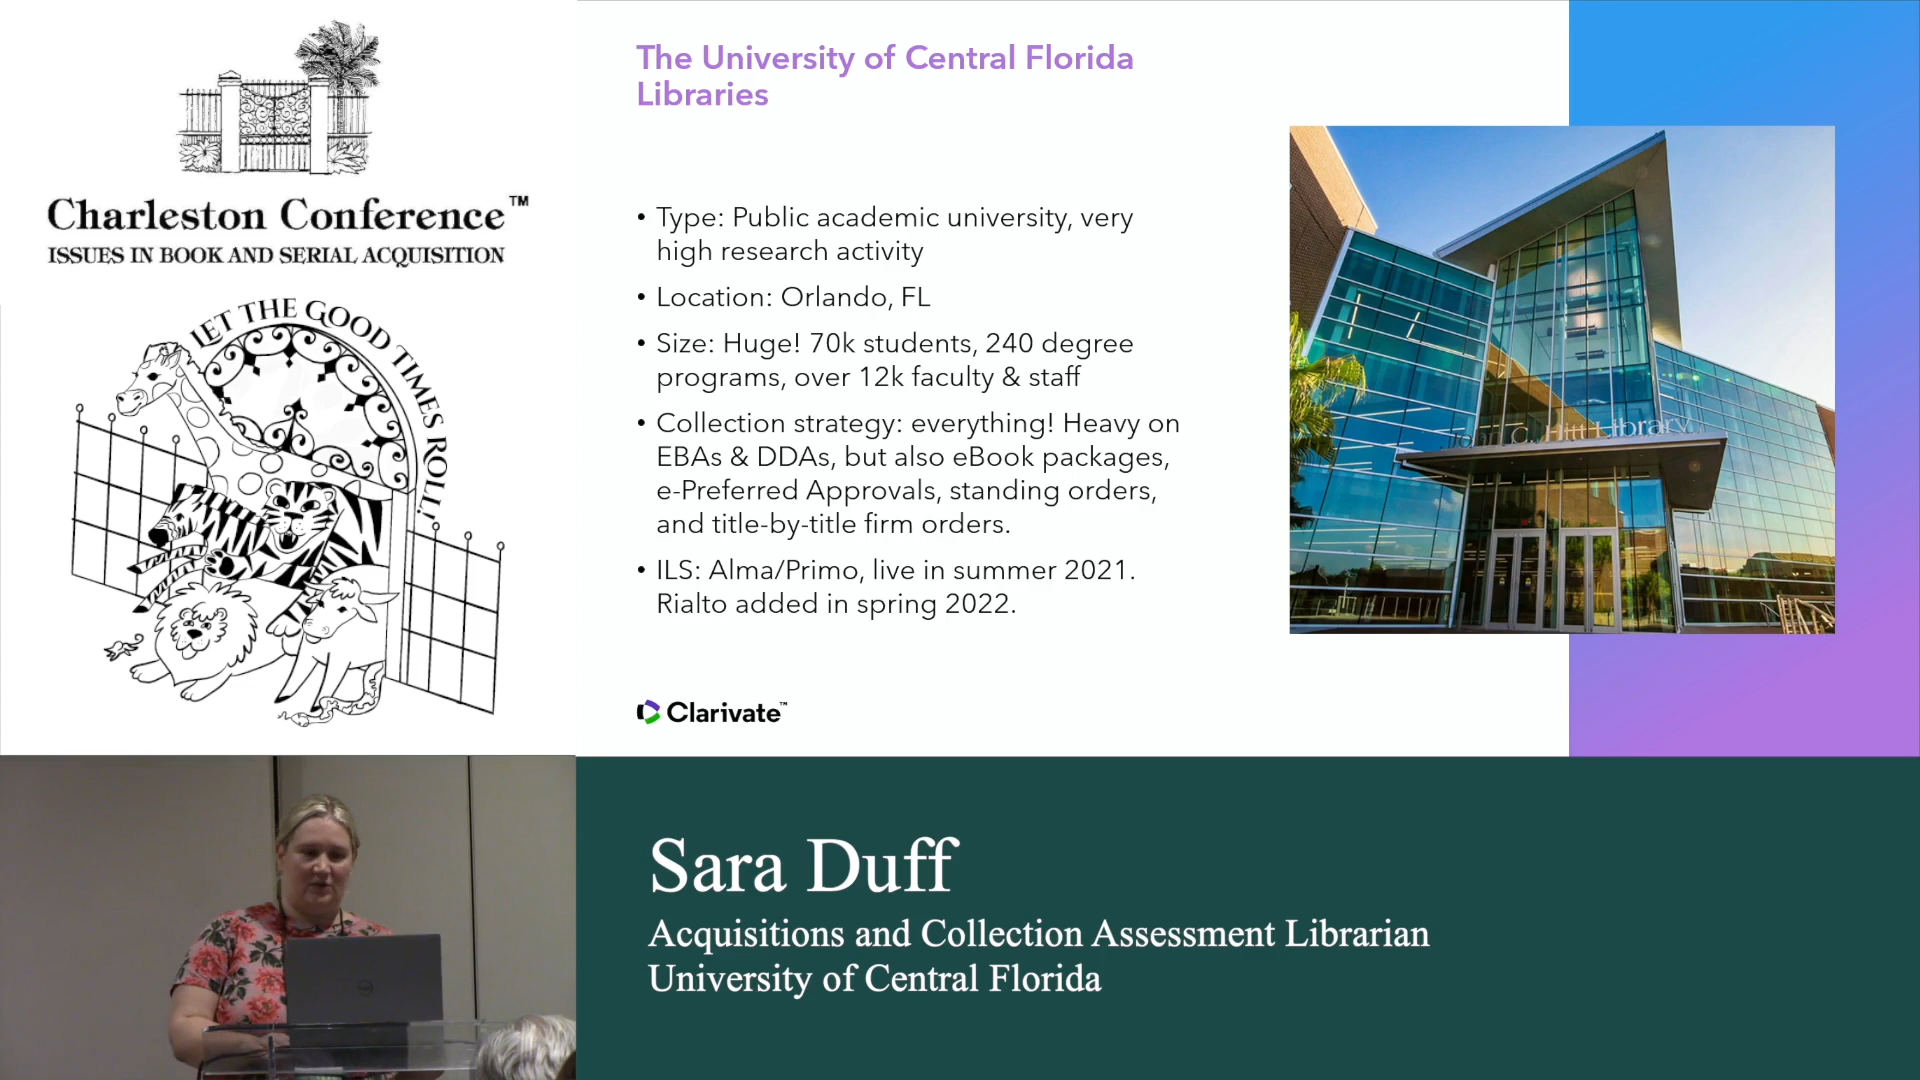 Charleston Conference™
ISSUES IN BOOK AND SERIAL ACQUISITION
LET THE GOOD TIMES ROLL!
The University of Central Florida
Libraries
• Type: Public academic university, very
high research activity
• Location: Orlando, FL
• Size: Huge! 70k students, 240 degree
programs, over 12k faculty & staff
• Collection strategy: everything! Heavy on
EBAs & DDAs, but also eBook packages,
e-Preferred Approvals, standing orders,
and title-by-title firm orders.
• ILS: Alma/Primo, live in summer 2021.
Rialto added in spring 2022.
Clarivate™
John C. Hitt Library
DELL
Sara Duff
Acquisitions and Collection Assessment Librarian
University of Central Florida